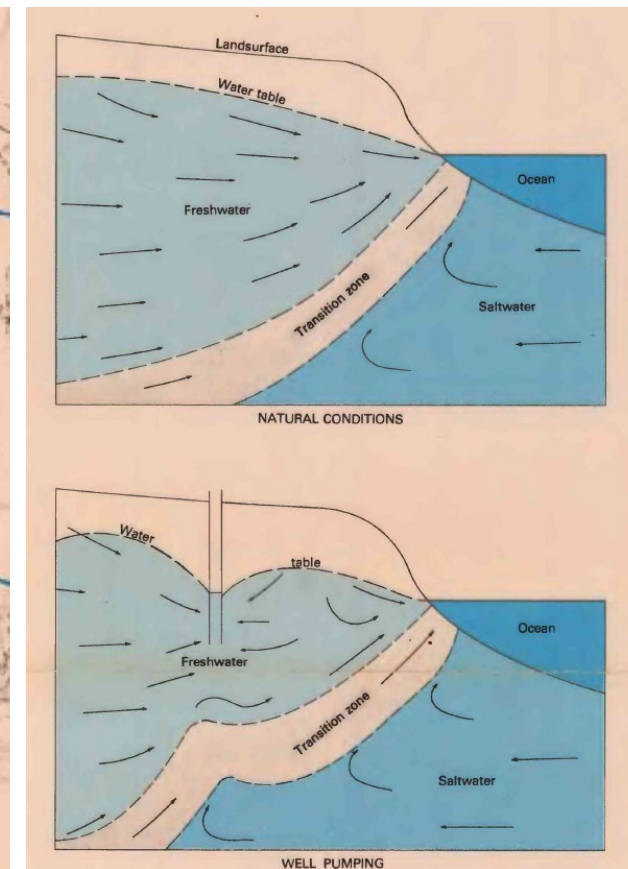 Landsurface
Water table
Ocean
Freshwater
Transition zone
Saltwater
NATURAL CONDITIONS
Water
table
Ocean
Freshwater
Transition zone
Saltwater
WELL PUMPING